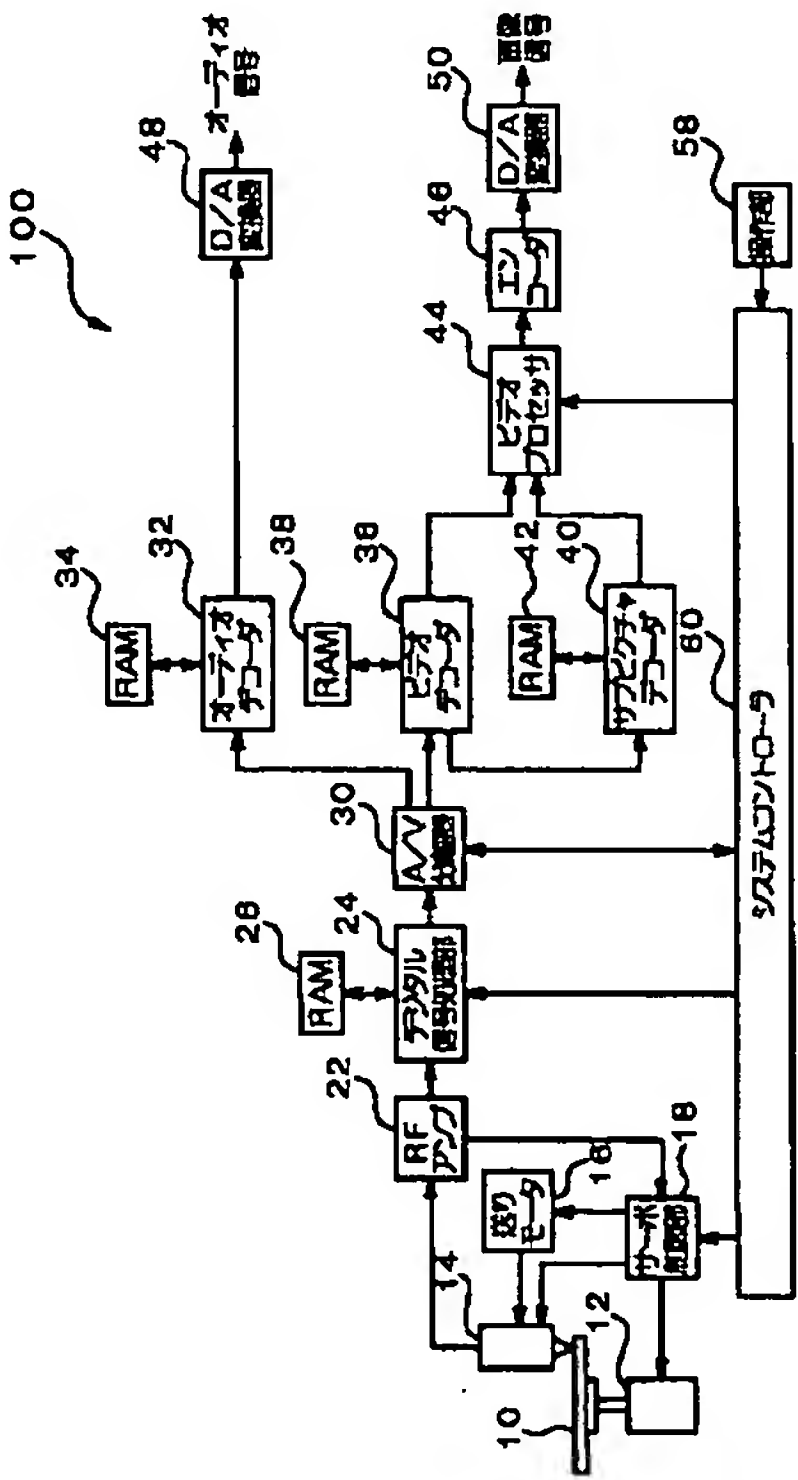 100
10
12
14
送り
モータ
16
サーボ
制御部
18
RF
アンプ
22
デジタル
信号処理部
24
RAM
A/V
分離器
30
オーディオ
デコーダ
32
RAM
34
ビデオ
デコーダ
RAM
38
サブピクチャ
デコーダ
40
RAM
42
ビデオ
プロセッサ
44
エン
コーダ
D/A
変換器
48
オーディオ
信号
D/A
変換器
50
画像
信号
操作部
58
システムコントローラ